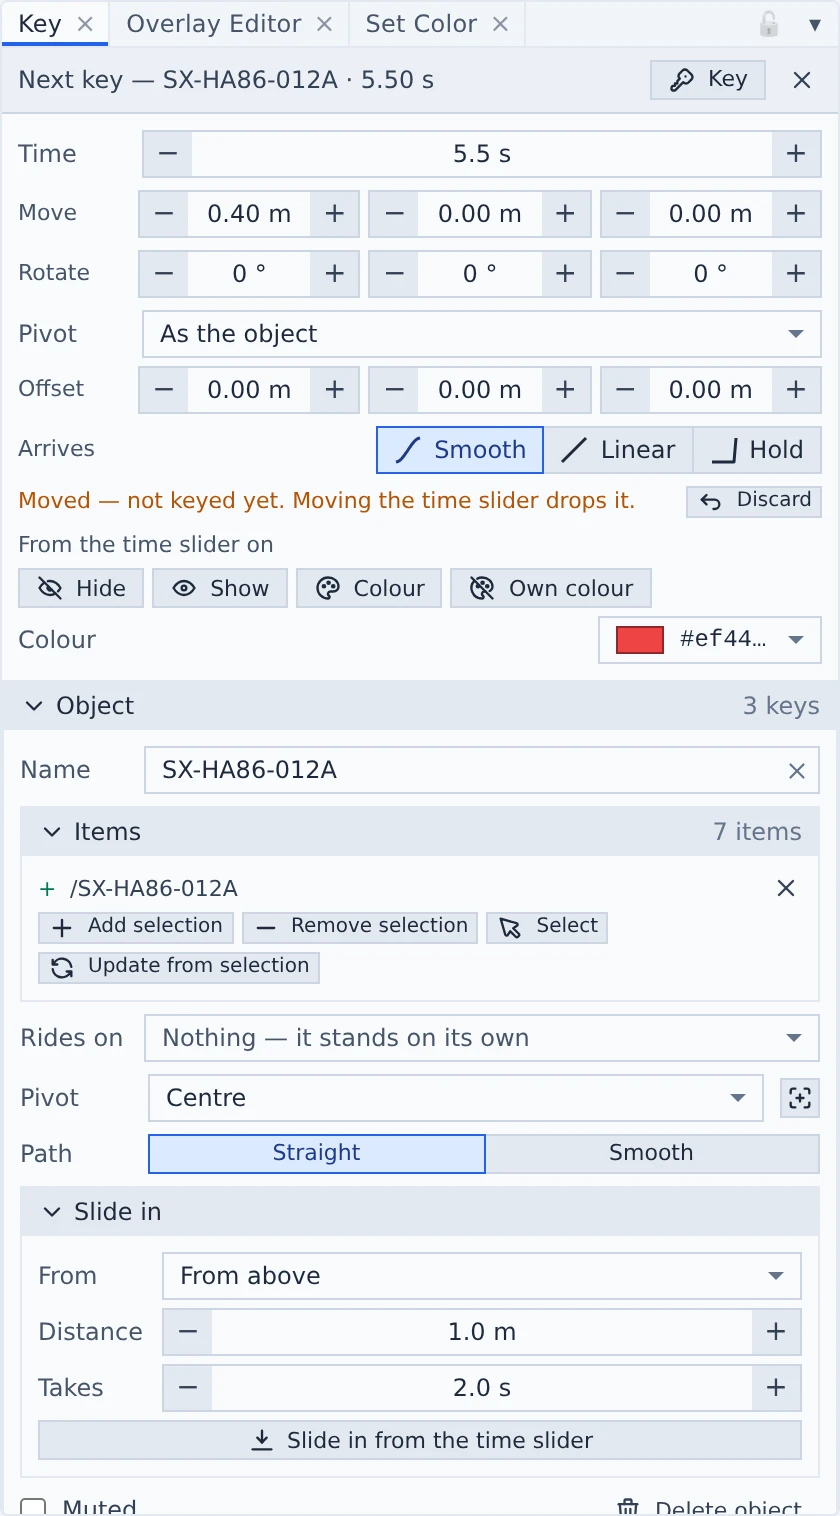 Key Overlay Editor Set Color
Next key — SX-HA86-012A · 5.50 s Key
Time − 5.5 s +
Move − 0.40 m + − 0.00 m + − 0.00 m +
Rotate − 0 ° + − 0 ° + − 0 ° +
Pivot As the object
Offset − 0.00 m + − 0.00 m + − 0.00 m +
Arrives Smooth Linear Hold
Moved — not keyed yet. Moving the time slider drops it. Discard
From the time slider on
Hide Show Colour Own colour
Colour #ef44…
Object 3 keys
Name SX-HA86-012A
Items 7 items
+ /SX-HA86-012A
Add selection Remove selection Select
Update from selection
Rides on Nothing — it stands on its own
Pivot Centre
Path Straight Smooth
Slide in
From From above
Distance − 1.0 m +
Takes − 2.0 s +
Slide in from the time slider
Muted Delete object